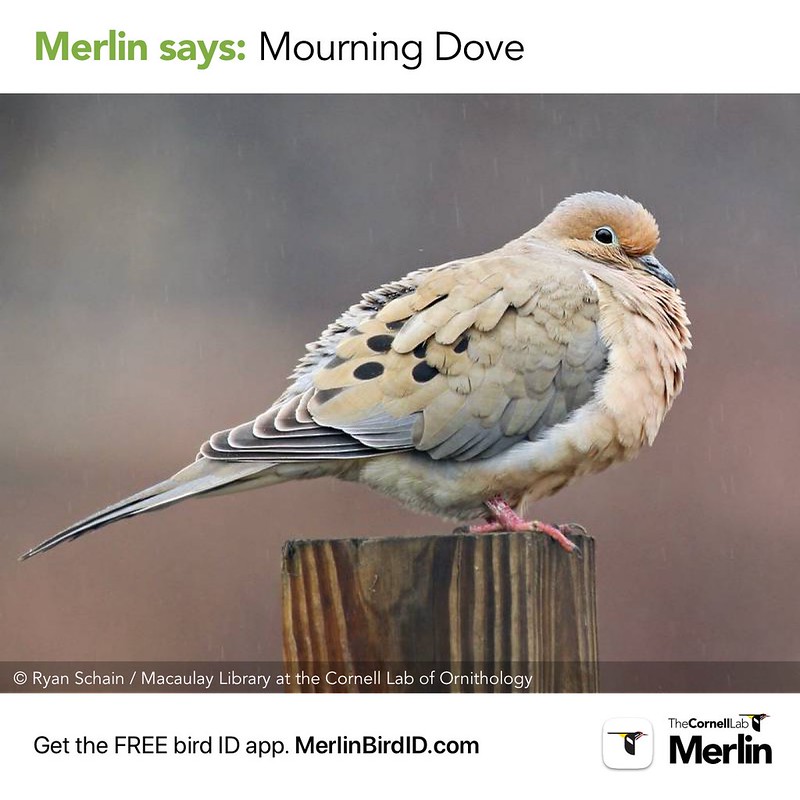 Merlin says: Mourning Dove
© Ryan Schain / Macaulay Library at the Cornell Lab of Ornithology
Get the FREE bird ID app. MerlinBirdID.com
TheCornellLab
Merlin